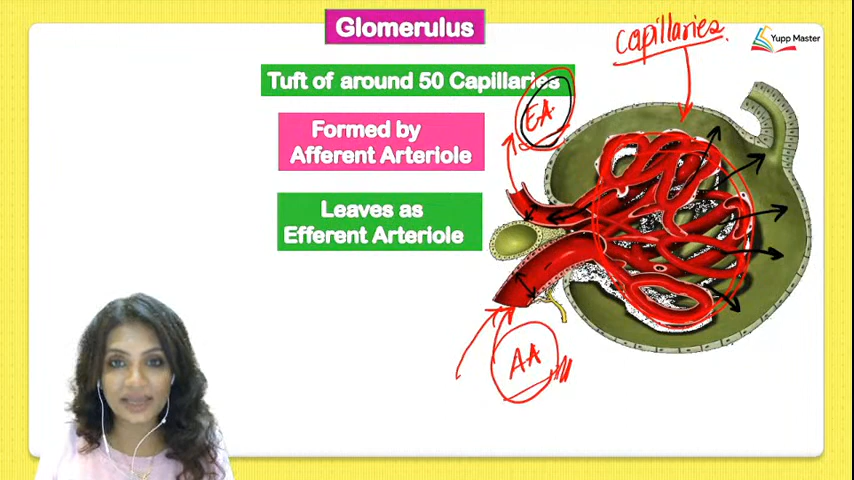 Glomerulus
capillaries
Yupp Master
Tuft of around 50 Capillaries
EA
Formed by
Afferent Arteriole
Leaves as
Efferent Arteriole
AA